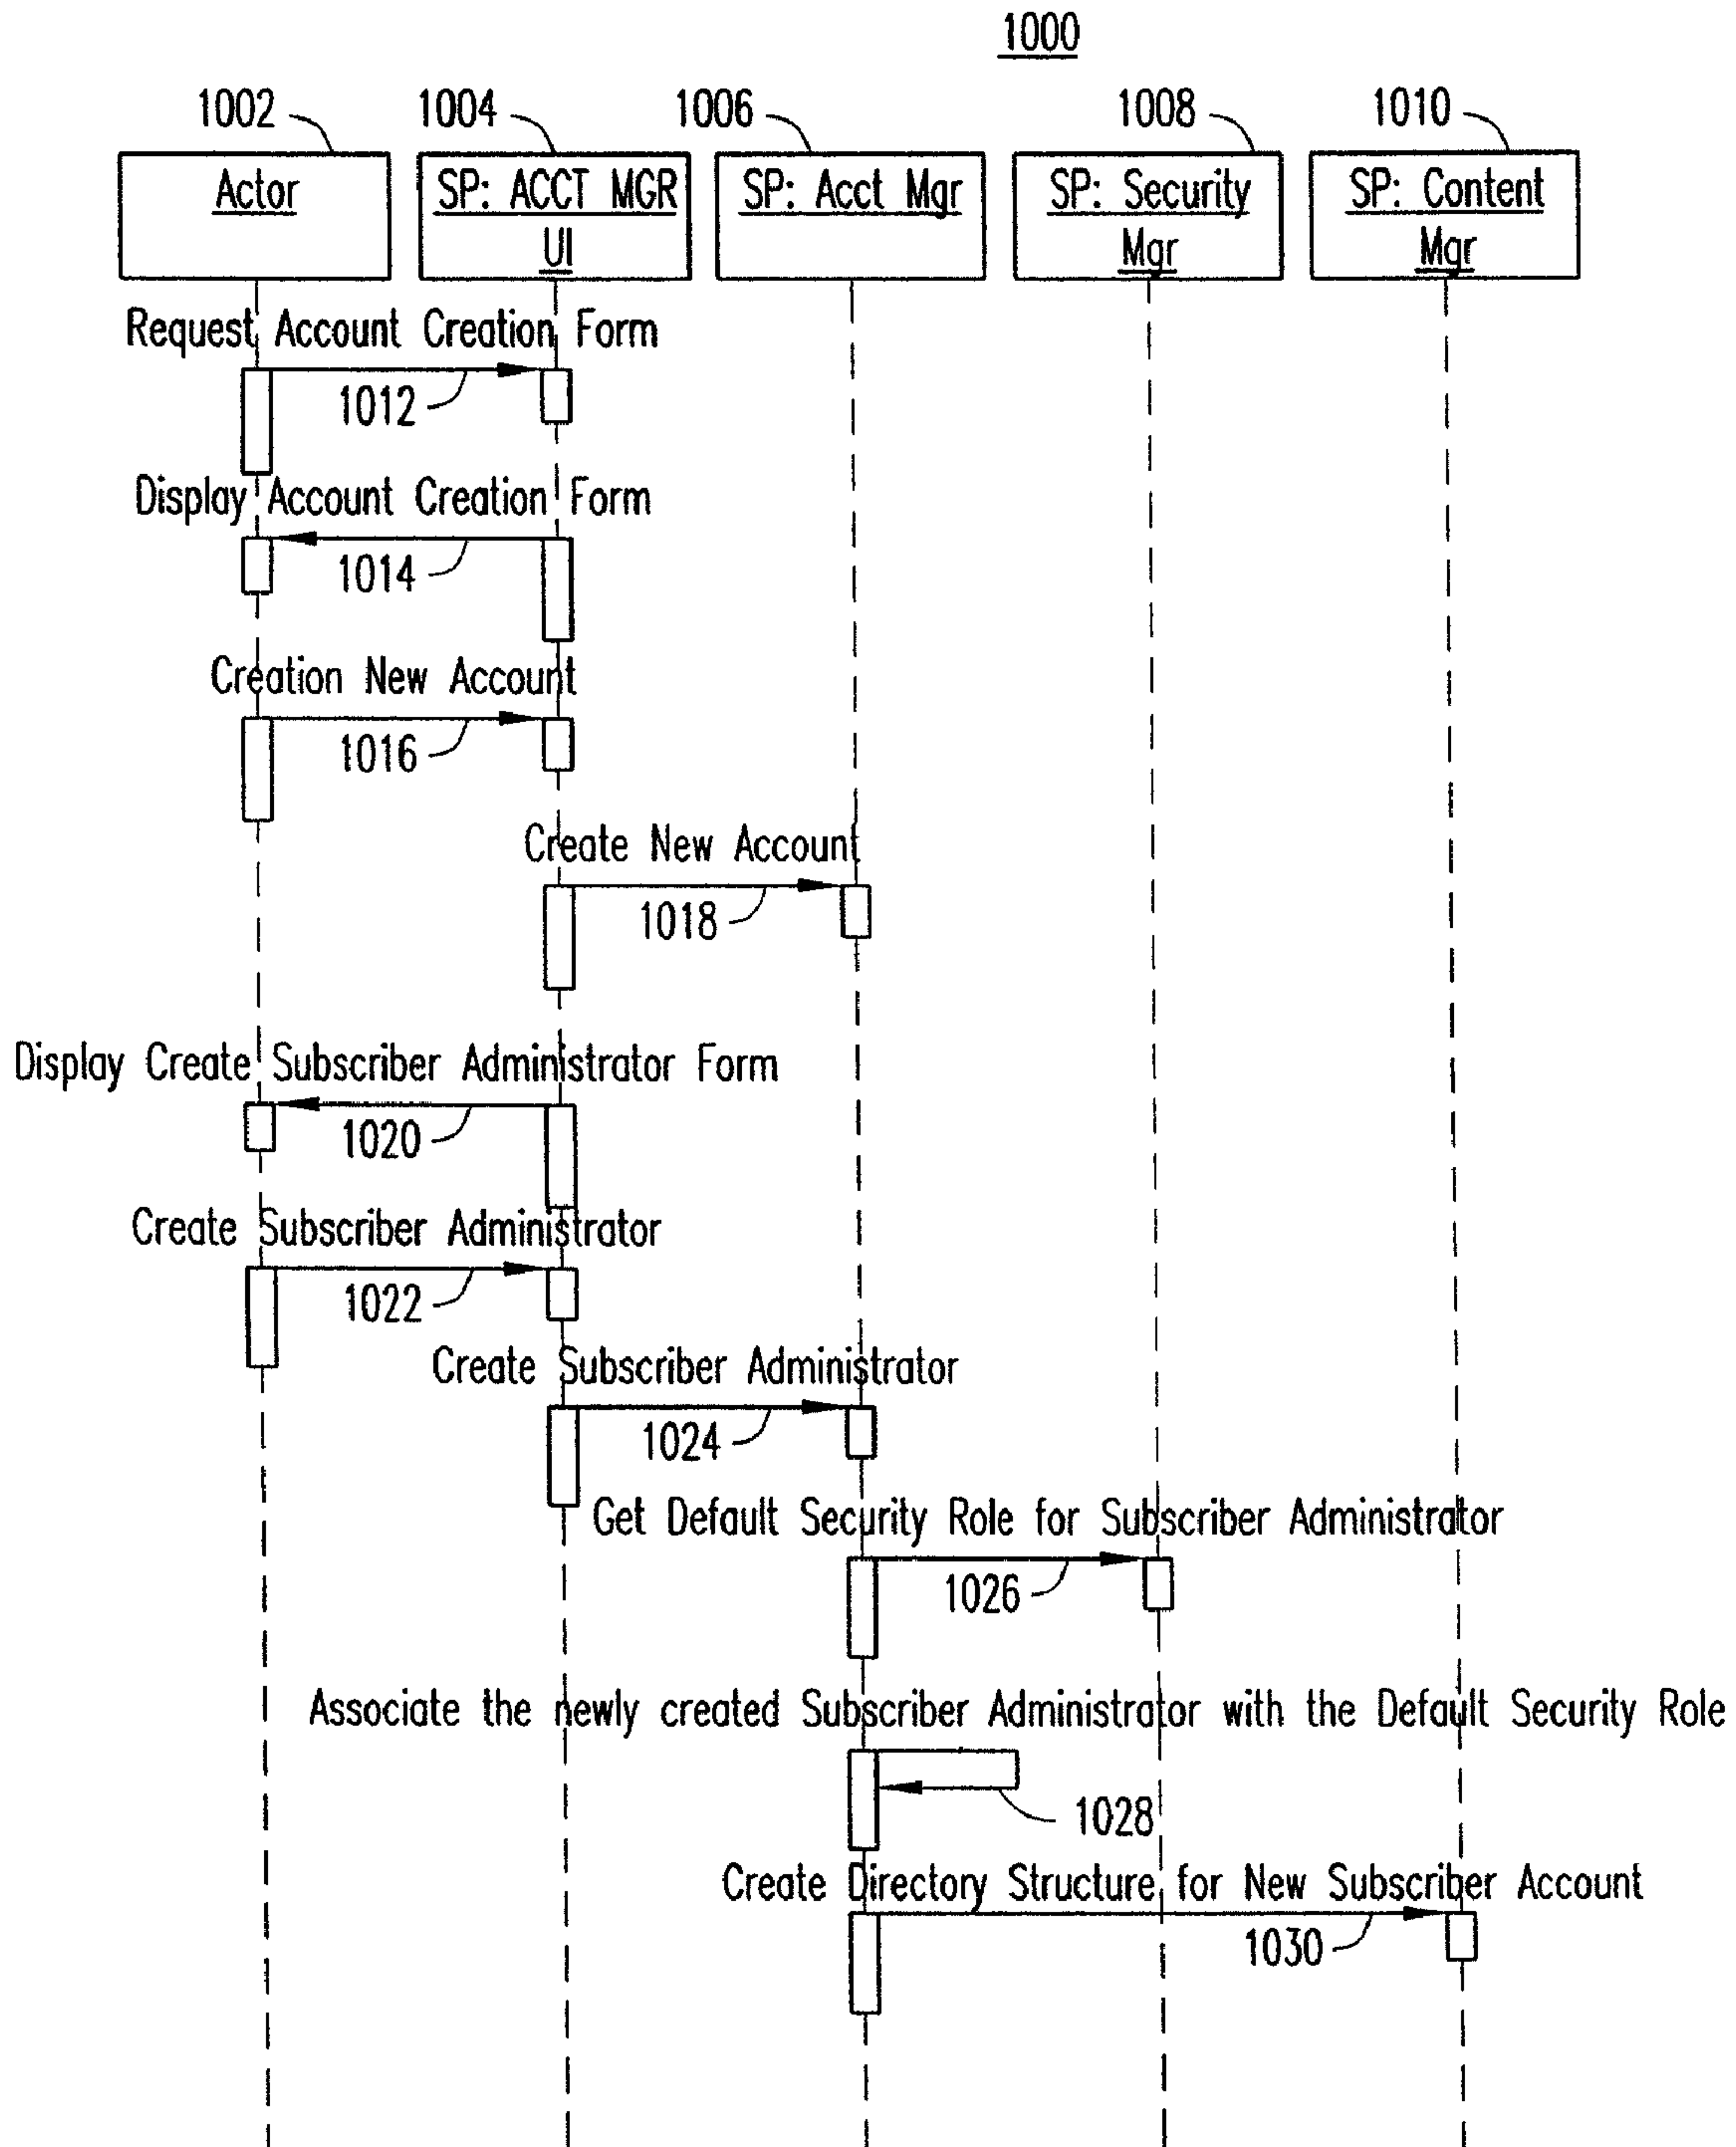 1000
1002
1004
1006
1008
1010
Actor
SP: ACCT MGR
UI
SP: Acct Mgr
SP: Security
Mgr
SP: Content
Mgr
Request Account Creation Form
1012
Display Account Creation Form
1014
Creation New Account
1016
Create New Account
1018
Display Create Subscriber Administrator Form
1020
Create Subscriber Administrator
1022
Create Subscriber Administrator
1024
Get Default Security Role for Subscriber Administrator
1026
Associate the newly created Subscriber Administrator with the Default Security Role
1028
Create Directory Structure for New Subscriber Account
1030